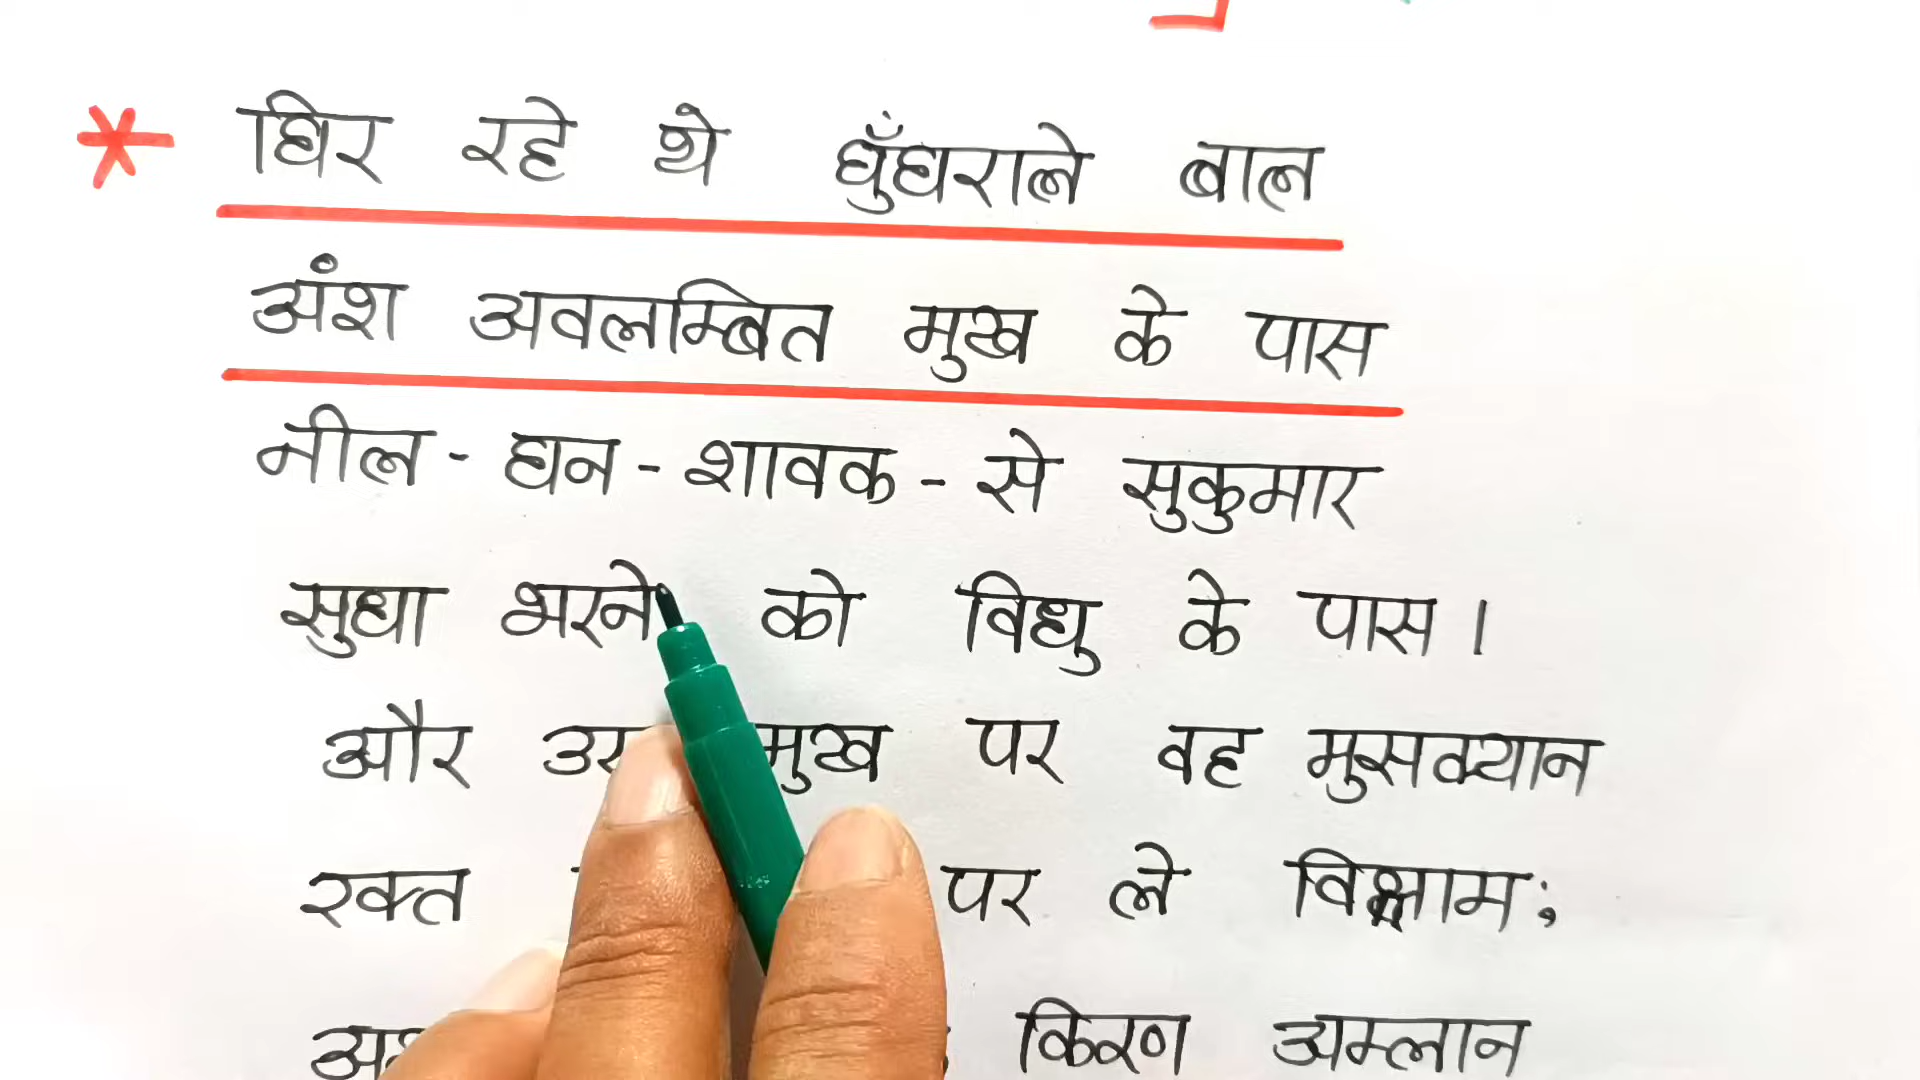 घिर रहे थे घुँघराले बाल
अंश अवलम्बित मुख के पास
नील - घन - शावक - से सुकुमार
सुधा भरने को विधु के पास ।
और मुख पर वह मुसक्यान
रक्त पर ले विश्राम ;
किरण अम्लान